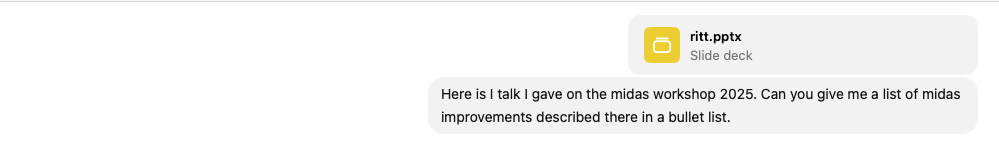 ritt.pptx
Slide deck
Here is I talk I gave on the midas workshop 2025. Can you give me a list of midas
improvements described there in a bullet list.